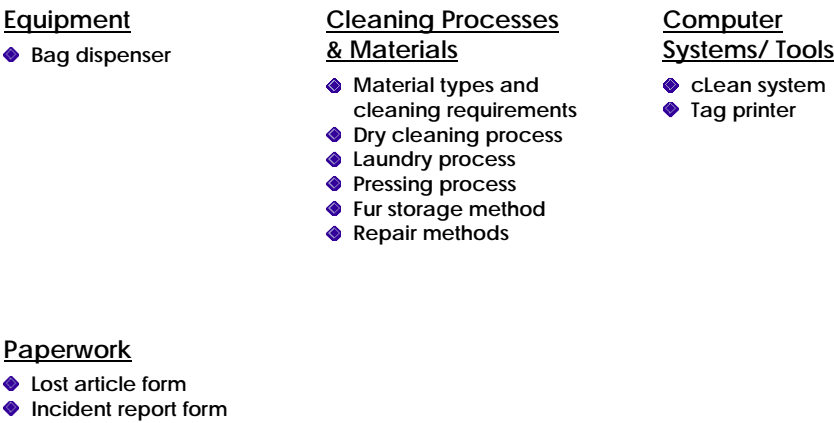 Equipment
Bag dispenser
Cleaning Processes
& Materials
Material types and
cleaning requirements
Dry cleaning process
Laundry process
Pressing process
Fur storage method
Repair methods
Computer
Systems/ Tools
cLean system
Tag printer
Paperwork
Lost article form
Incident report form